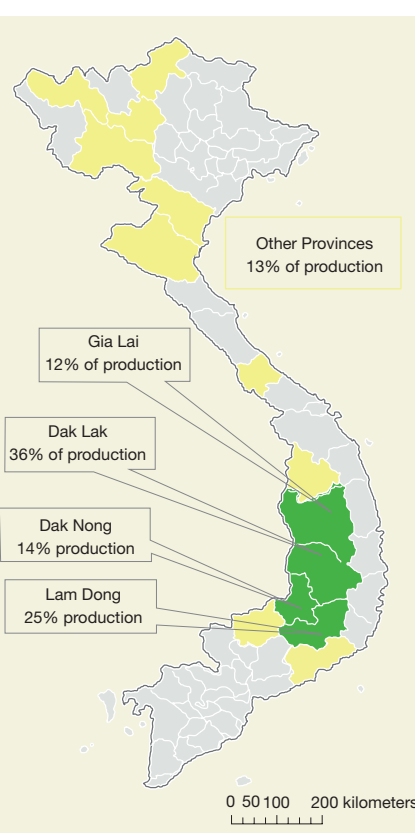 Other Provinces
13% of production
Gia Lai
12% of production
Dak Lak
36% of production
Dak Nong
14% production
Lam Dong
25% production
0 50 100 200 kilometers